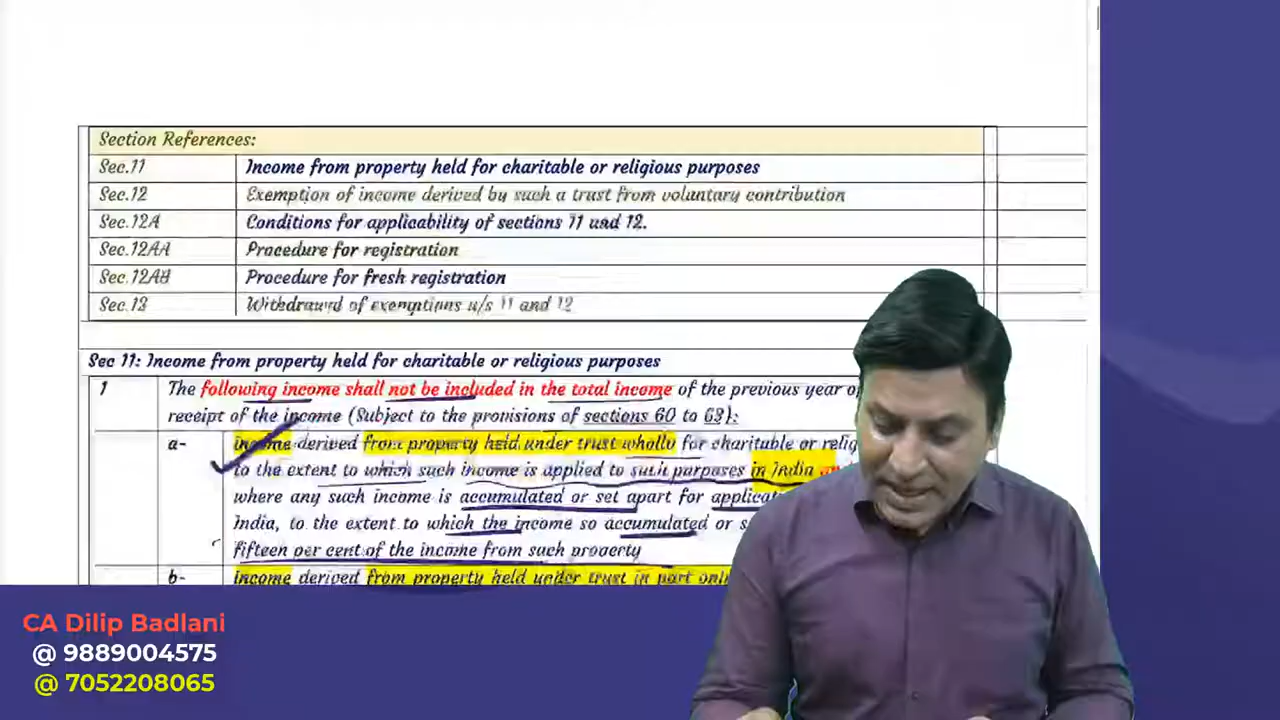 Section References:
Sec.11 Income from property held for charitable or religious purposes
Sec.12 Exemption of income derived by such a trust from voluntary contribution
Sec.12A Conditions for applicability of sections 11 and 12.
Sec.12AA Procedure for registration
Sec.12AB Procedure for fresh registration
Sec.13 Withdrawl of exemptions u/s 11 and 12
Sec 11: Income from property held for charitable or religious purposes
1 The following income shall not be included in the total income of the previous year of
receipt of the income (Subject to the provisions of sections 60 to 63):
a- income derived from property held under trust wholly for charitable or
to the extent to which such income is applied to such purposes in India
where any such income is accumulated or set apart for
India, to the extent to which the income so accumulated or
fifteen per cent of the income from such property
b- income derived from property held under trust in part
CA Dilip Badlani
@ 9889004575
@ 7052208065